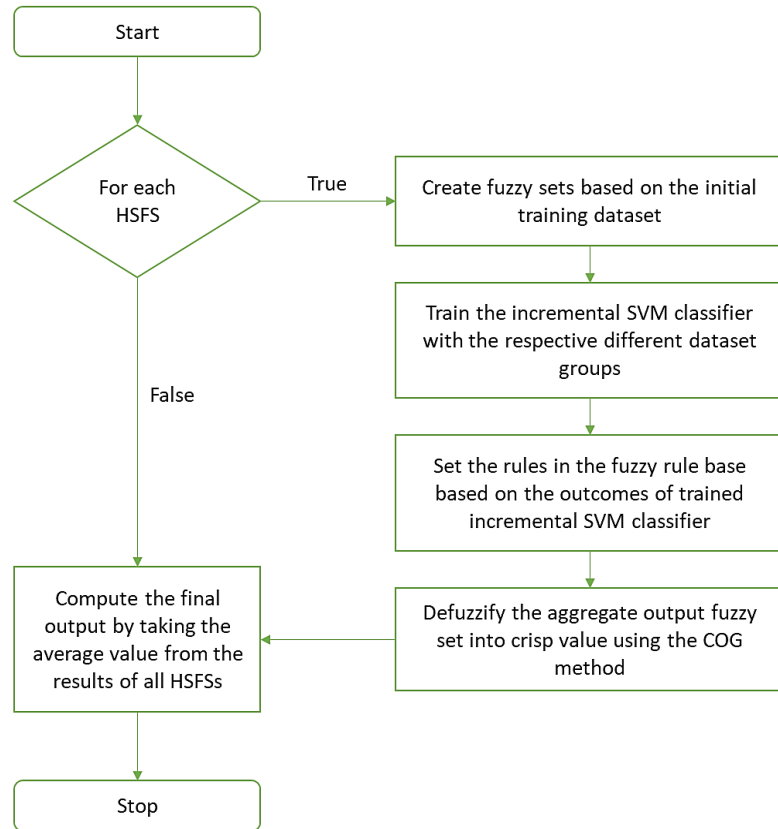 Start
For each
HSFS
True
Create fuzzy sets based on the initial
training dataset
Train the incremental SVM classifier
with the respective different dataset
groups
False
Set the rules in the fuzzy rule base
based on the outcomes of trained
incremental SVM classifier
Defuzzify the aggregate output fuzzy
set into crisp value using the COG
method
Compute the final
output by taking the
average value from the
results of all HSFSs
Stop